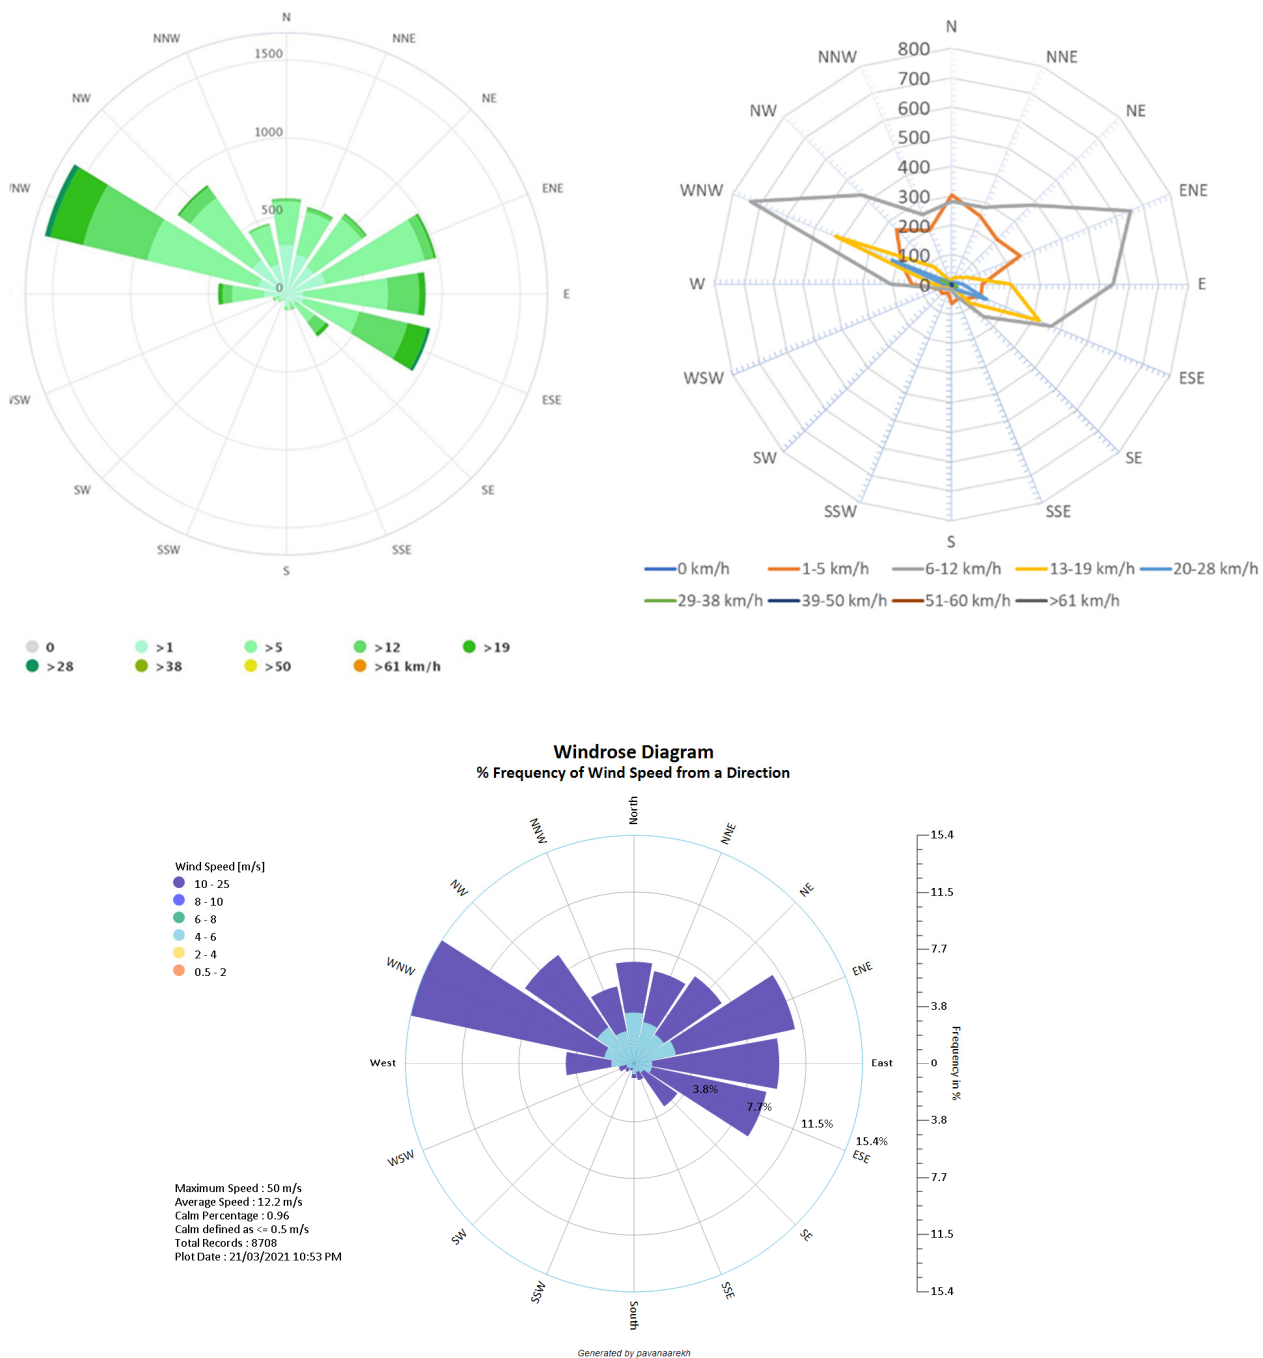 N
NNW
NNE
1500
NW
NE
1000
NW
ENE
500
0
E
SW
ESE
SW
SE
SSW
SSE
S
0
>1
>5
>12
>19
>28
>38
>50
>61 km/h
N
800
NNW
NNE
700
NW
NE
600
500
400
WNW
ENE
300
200
100
W
0
E
WSW
ESE
SW
SE
SSW
SSE
S
0 km/h
1-5 km/h
6-12 km/h
13-19 km/h
20-28 km/h
29-38 km/h
39-50 km/h
51-60 km/h
>61 km/h
Windrose Diagram
% Frequency of Wind Speed from a Direction
Wind Speed [m/s]
10 - 25
8 - 10
6 - 8
4 - 6
2 - 4
0.5 - 2
North
NNW
NNE
NW
NE
WNW
ENE
West
East
3.8%
7.7%
11.5%
15.4%
WSW
ESE
SW
SE
SSW
SSE
South
15.4
11.5
7.7
3.8
0
3.8
7.7
11.5
15.4
Frequency in %
Maximum Speed : 50 m/s
Average Speed : 12.2 m/s
Calm Percentage : 0.96
Calm defined as <= 0.5 m/s
Total Records : 8708
Plot Date : 21/03/2021 10:53 PM
Generated by pavanaarekh